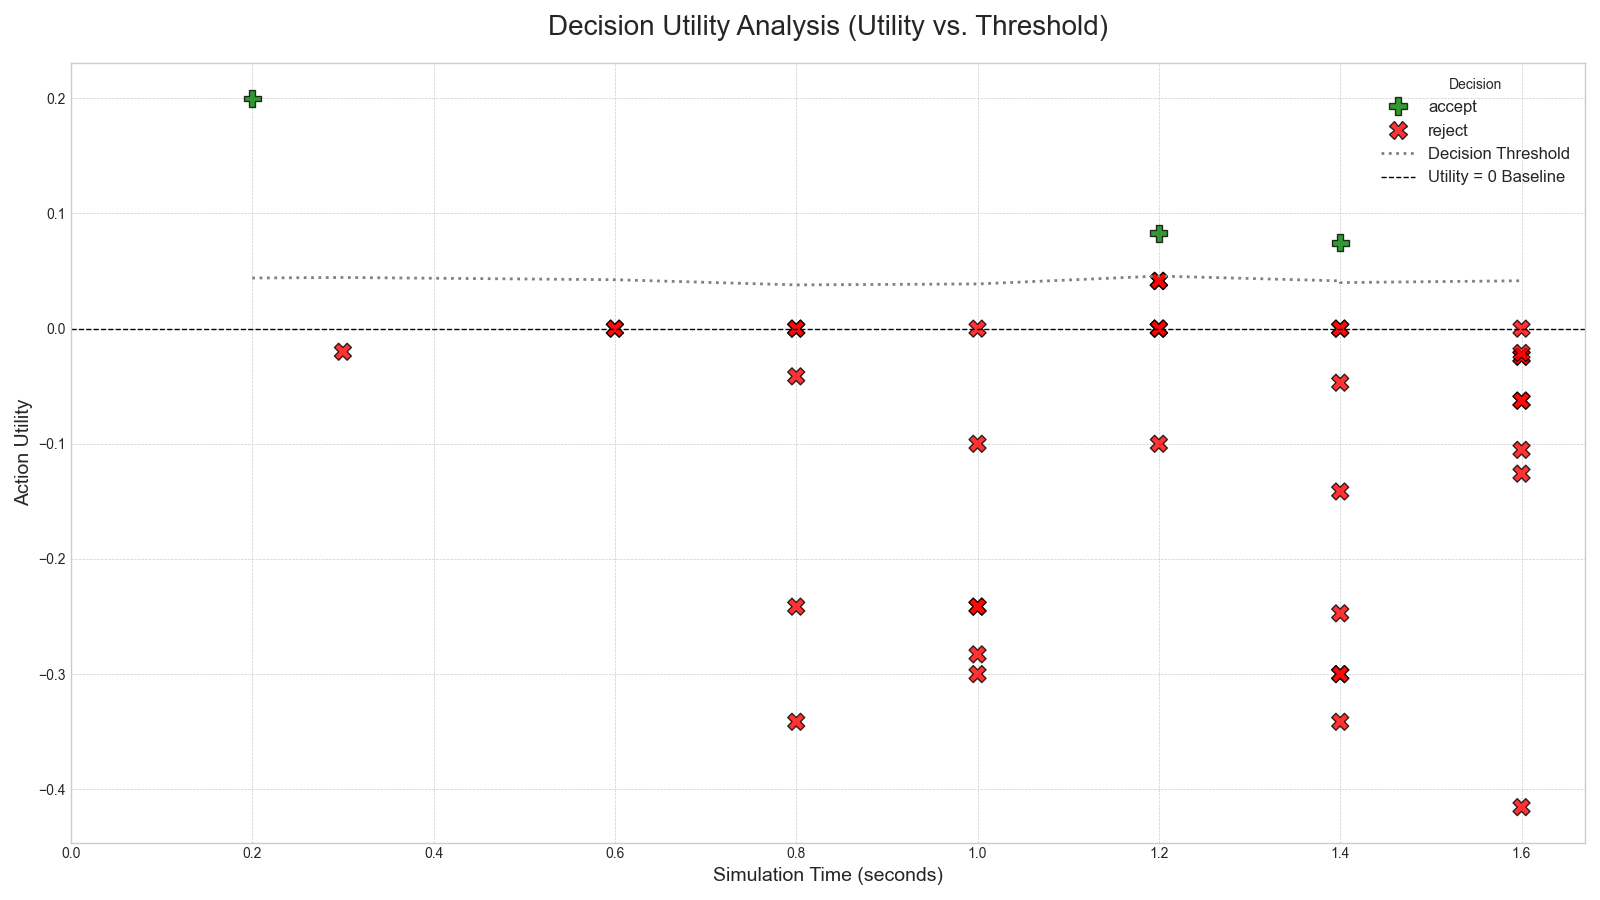 Decision Utility Analysis (Utility vs. Threshold)
Decision
accept
reject
Decision Threshold
Utility = 0 Baseline
Action Utility
0.2
0.1
0.0
−0.1
−0.2
−0.3
−0.4
0.0 0.2 0.4 0.6 0.8 1.0 1.2 1.4 1.6
Simulation Time (seconds)